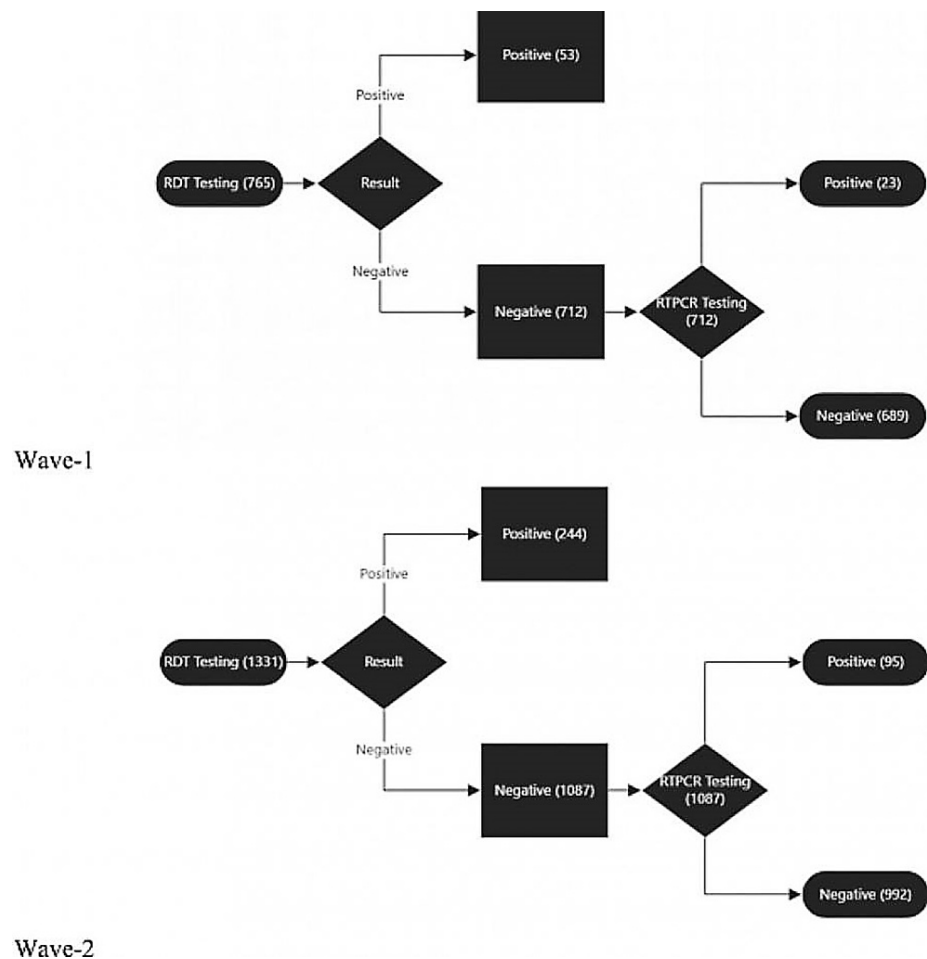 Positive (53)
Positive
RDT Testing (765)
Result
Positive (23)
Negative
Negative (712)
RTPCR Testing
(712)
Negative (689)
Wave-1
Positive (244)
Positive
RDT Testing (1331)
Result
Positive (95)
Negative
Negative (1087)
RTPCR Testing
(1087)
Negative (992)
Wave-2